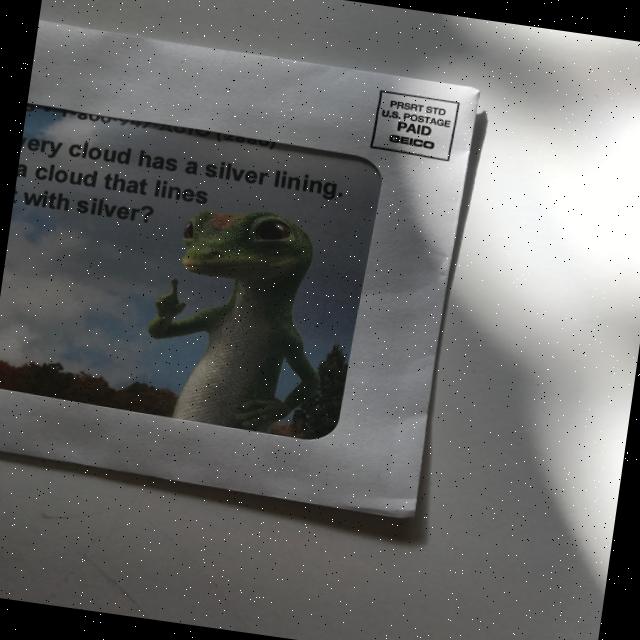 PRSRT STD
U.S. POSTAGE
PAID
GEICO
ery cloud has a silver lining,
a cloud that lines
with silver?